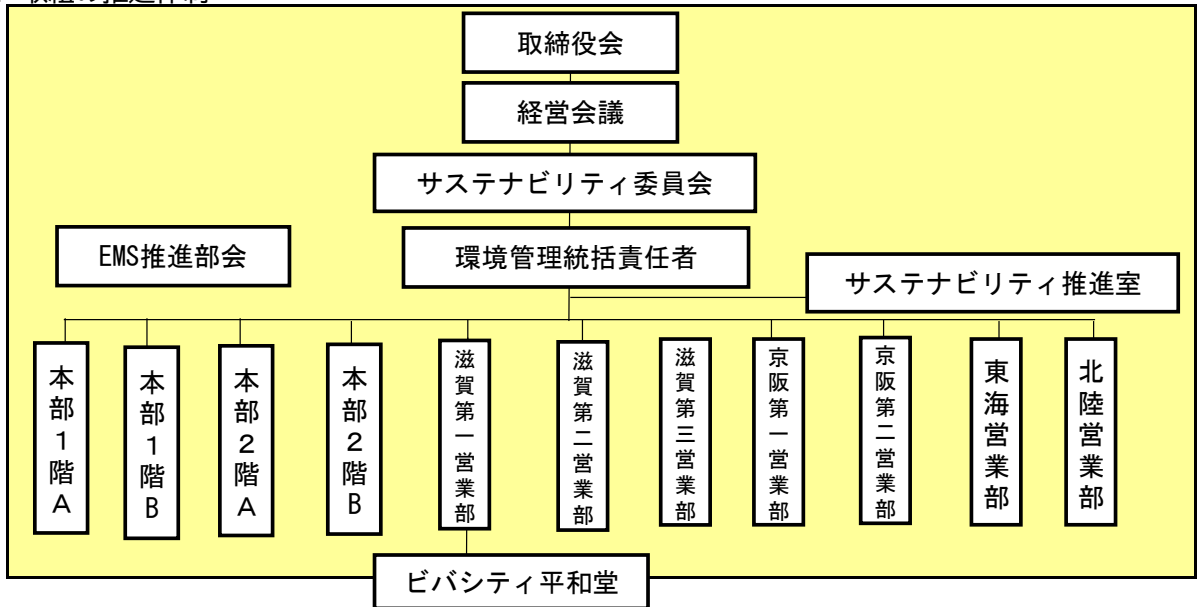 取締役会
経営会議
サステナビリティ委員会
EMS推進部会
環境管理統括責任者
サステナビリティ推進室
本部1階A
本部1階B
本部2階A
本部2階B
滋賀第一営業部
滋賀第二営業部
滋賀第三営業部
京阪第一営業部
京阪第二営業部
東海営業部
北陸営業部
ビバシティ平和堂